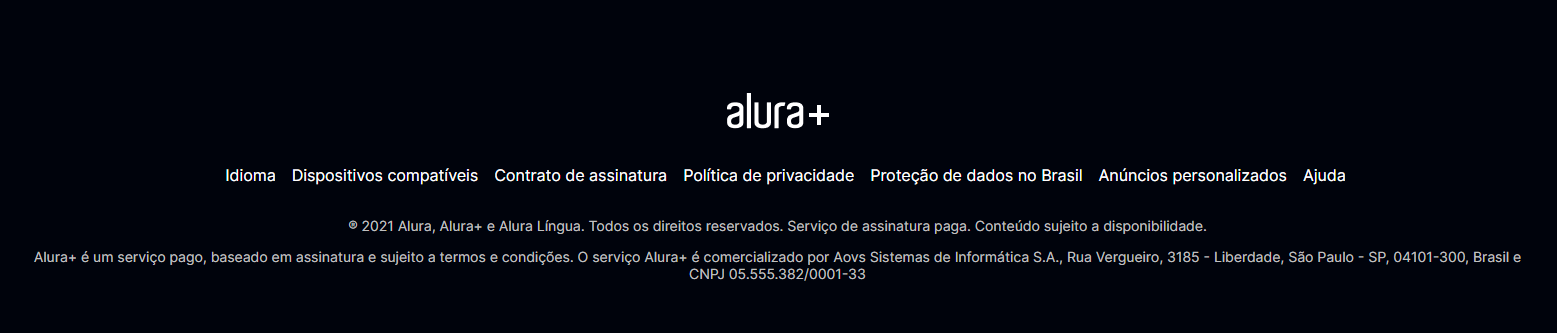 alura+
Idioma Dispositivos compatíveis Contrato de assinatura Política de privacidade Proteção de dados no Brasil Anúncios personalizados Ajuda
® 2021 Alura, Alura+ e Alura Língua. Todos os direitos reservados. Serviço de assinatura paga. Conteúdo sujeito a disponibilidade.
Alura+ é um serviço pago, baseado em assinatura e sujeito a termos e condições. O serviço Alura+ é comercializado por Aovs Sistemas de Informática S.A., Rua Vergueiro, 3185 - Liberdade, São Paulo - SP, 04101-300, Brasil e
CNPJ 05.555.382/0001-33